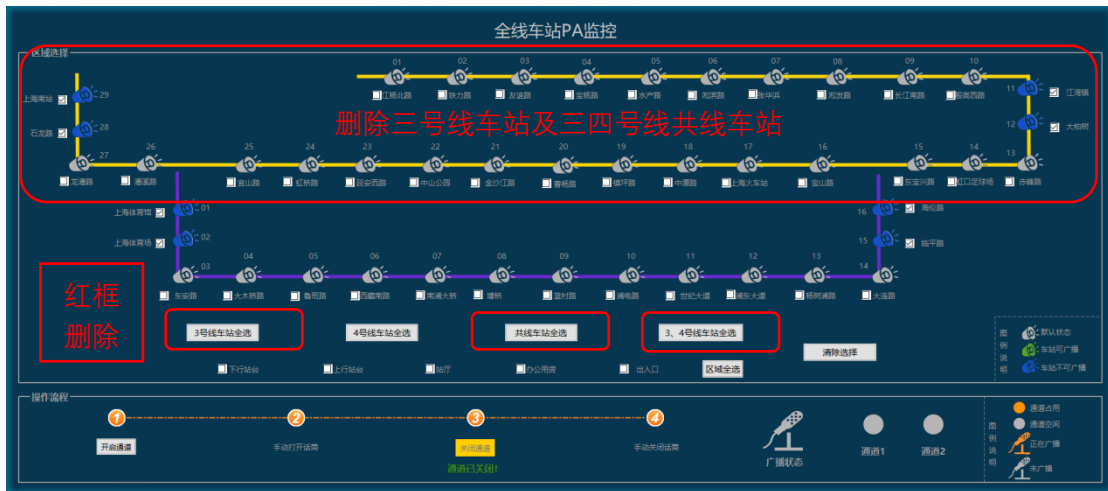 全线车站PA监控
区域选择
01 02 03 04 05 06 07 08 09 10
江杨北路 铁力路 友谊路 宝杨路 水产路 淞滨路 张华浜 淞发路 长江南路 殷高西路
上海南站 29
11 江湾镇
石龙路 28
12 大柏树
删除三号线车站及三四号线共线车站
27 26 25 24 23 22 21 20 19 18 17 16 15 14 13
龙漕路 漕溪路 宜山路 虹桥路 延安西路 中山公园 金沙江路 曹杨路 镇坪路 中潭路 上海火车站 宝山路 东宝兴路 虹口足球场 赤峰路
上海体育馆 01
16 海伦路
上海体育场 02
15 临平路
03 04 05 06 07 08 09 10 11 12 13 14
东安路 大木桥路 鲁班路 西藏南路 南浦大桥 塘桥 蓝村路 浦电路 世纪大道 浦东大道 杨树浦路 大连路
红框
删除
3号线车站全选 4号线车站全选 共线车站全选 3、4号线车站全选
清除选择
下行站台 上行站台 站厅 办公用房 出入口 区域全选
图例说明
默认状态
车站可广播
车站不可广播
操作流程
1 2 3 4
开启通道 手动打开话筒 关闭通道 手动关闭话筒
通道已关闭!
广播状态 通道1 通道2
图例说明
通道占用
通道空闲
正在广播
未广播